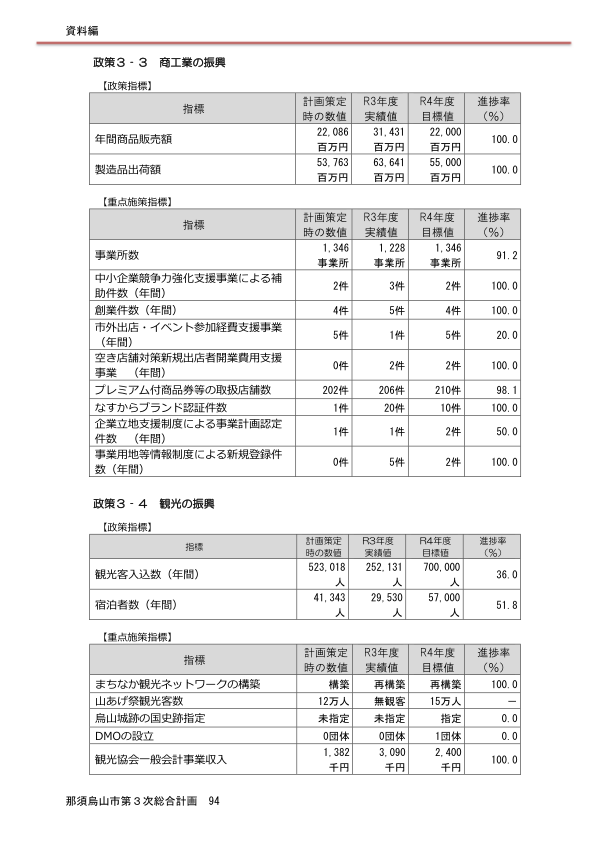 資料編
政策３‐３　商工業の振興
【政策指標】
指標 計画策定時の数値 R3年度実績値 R4年度目標値 進捗率（％）
年間商品販売額 22,086百万円 31,431百万円 22,000百万円 100.0
製造品出荷額 53,763百万円 63,641百万円 55,000百万円 100.0
【重点施策指標】
指標 計画策定時の数値 R3年度実績値 R4年度目標値 進捗率（％）
事業所数 1,346事業所 1,228事業所 1,346事業所 91.2
中小企業競争力強化支援事業による補助件数（年間） 2件 3件 2件 100.0
創業件数（年間） 4件 5件 4件 100.0
市外出店・イベント参加経費支援事業（年間） 5件 1件 5件 20.0
空き店舗対策新規出店者開業費用支援事業　（年間） 0件 2件 2件 100.0
プレミアム付商品券等の取扱店舗数 202件 206件 210件 98.1
なすからブランド認証件数 1件 20件 10件 100.0
企業立地支援制度による事業計画認定件数　（年間） 1件 1件 2件 50.0
事業用地等情報制度による新規登録件数（年間） 0件 5件 2件 100.0
政策３‐４　観光の振興
【政策指標】
指標 計画策定時の数値 R3年度実績値 R4年度目標値 進捗率（％）
観光客入込数（年間） 523,018人 252,131人 700,000人 36.0
宿泊者数（年間） 41,343人 29,530人 57,000人 51.8
【重点施策指標】
指標 計画策定時の数値 R3年度実績値 R4年度目標値 進捗率（％）
まちなか観光ネットワークの構築 構築 再構築 再構築 100.0
山あげ祭観光客数 12万人 無観客 15万人 －
烏山城跡の国史跡指定 未指定 未指定 指定 0.0
DMOの設立 0団体 0団体 1団体 0.0
観光協会一般会計事業収入 1,382千円 3,090千円 2,400千円 100.0
那須烏山市第３次総合計画　94